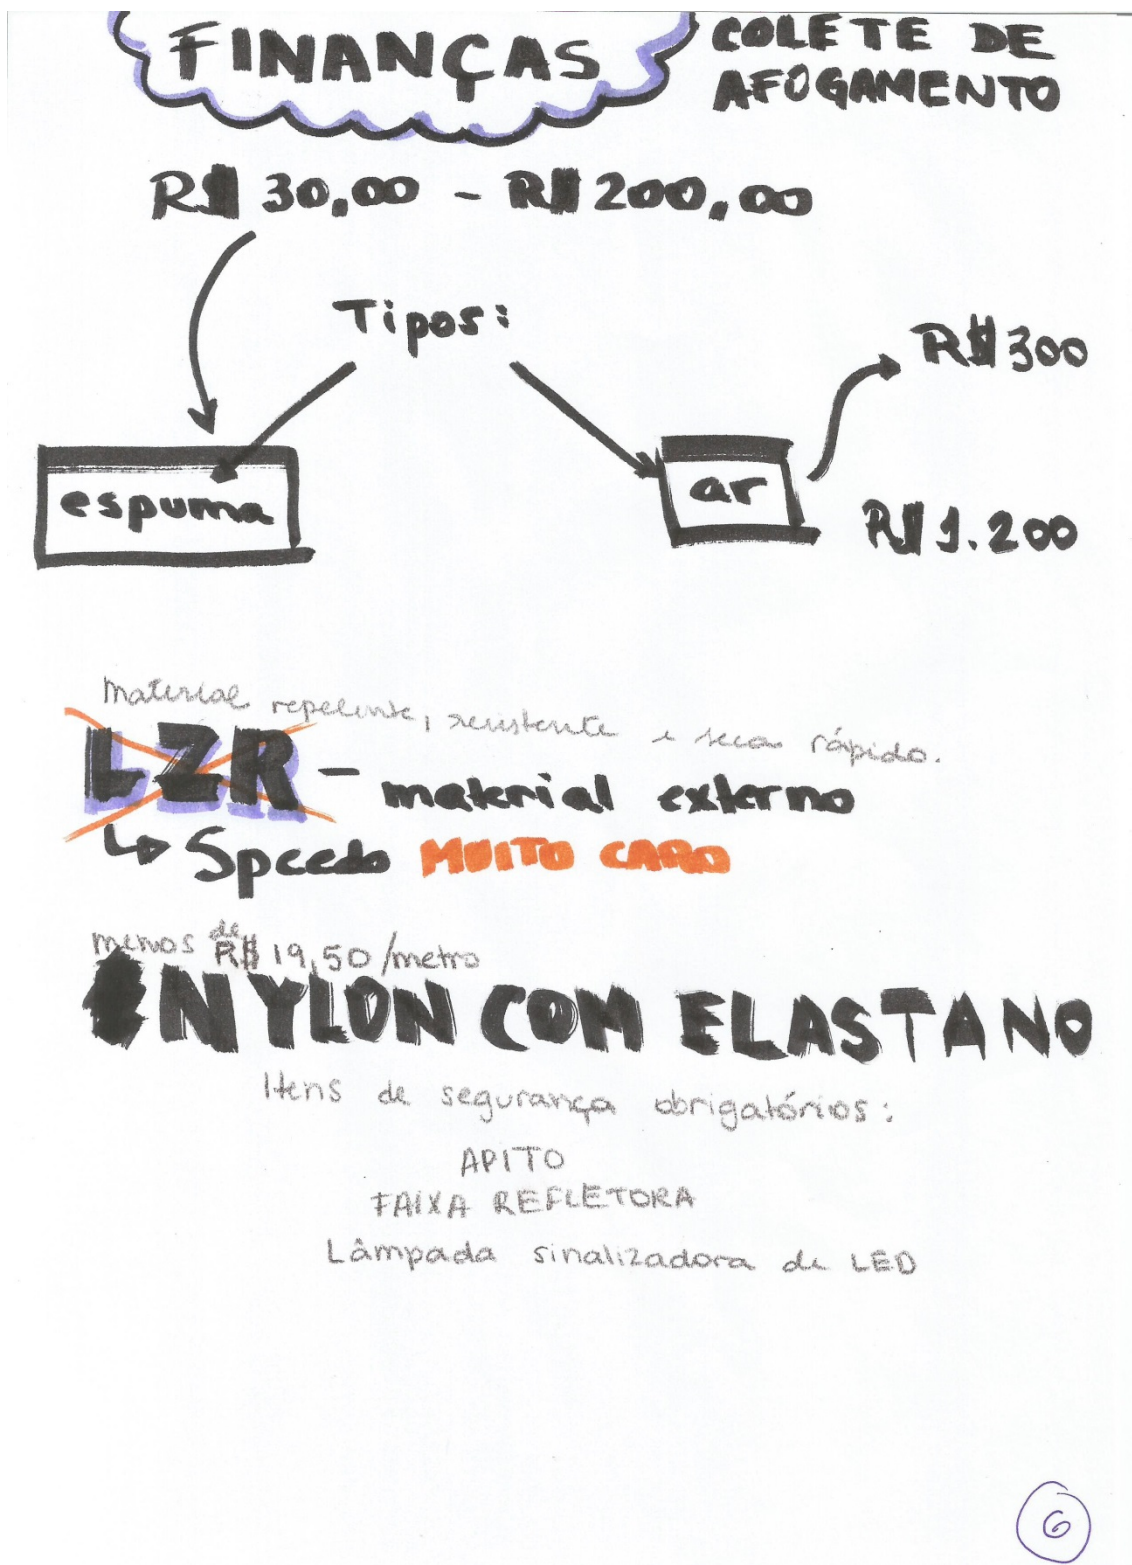 FINANÇAS
COLETE DE
AFOGAMENTO
R$ 30,00 - R$ 200,00
Tipos:
R$ 300
espuma
ar
R$ 1.200
Material repelente, resistente e seca rápido.
LZR - material externo
Speedo MUITO CARO
menos de R$ 19,50/metro
NYLON COM ELASTANO
Itens de segurança obrigatórios:
APITO
FAIXA REFLETORA
Lâmpada sinalizadora de LED
6